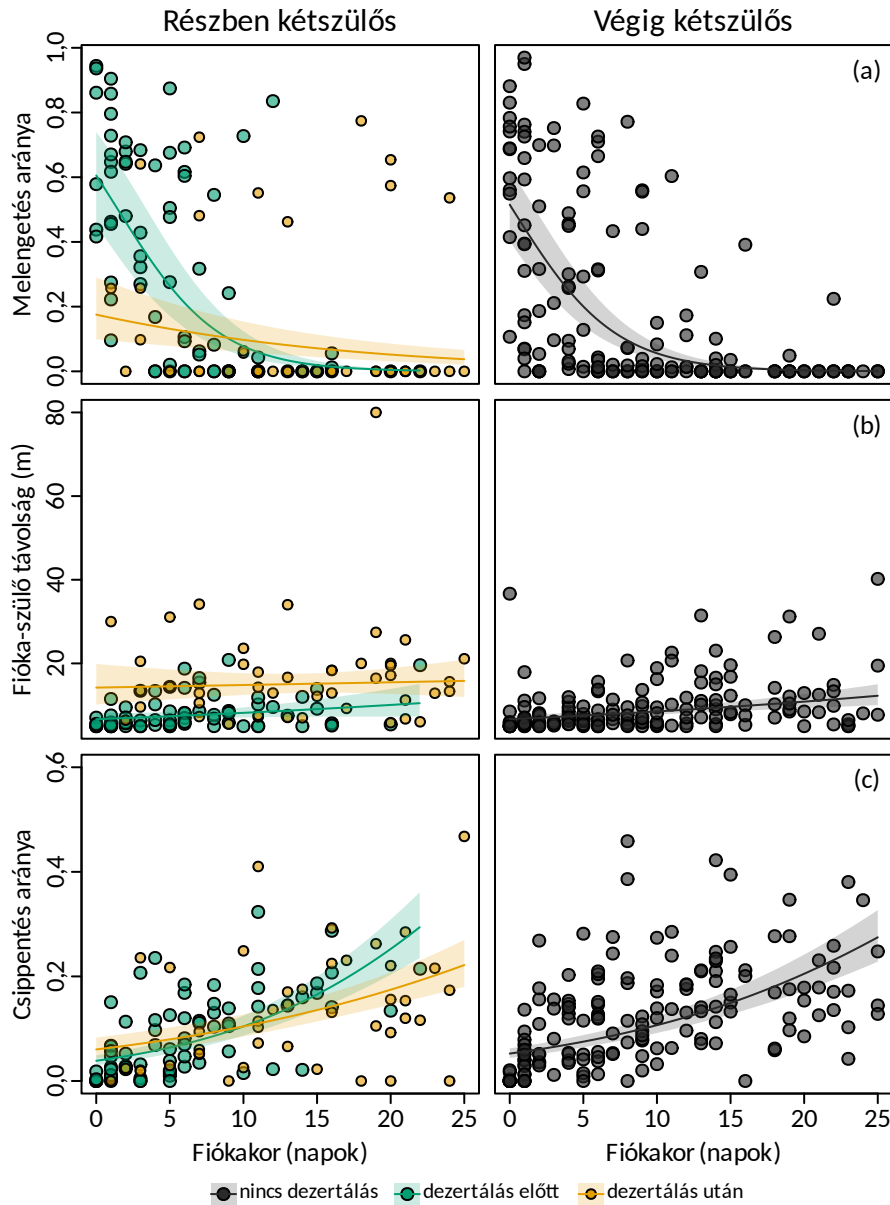 Részben kétszülős
Végig kétszülős
(a)
Melengetés aránya
1,0
0,8
0,6
0,4
0,2
0,0
(b)
Fióka-szülő távolság (m)
80
60
40
20
(c)
Csippentés aránya
0,6
0,4
0,2
0,0
0 5 10 15 20 25
0 5 10 15 20 25
Fiókakor (napok)
Fiókakor (napok)
nincs dezertálás
dezertálás előtt
dezertálás után